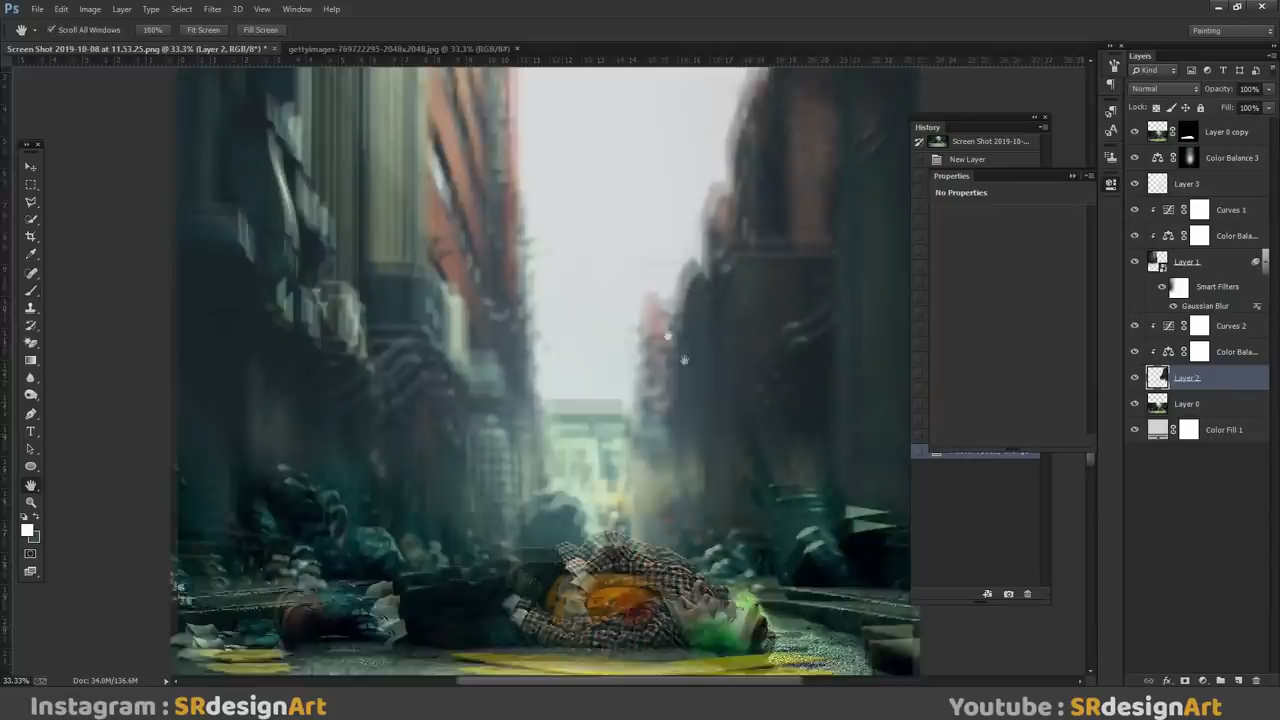 Ps File Edit Image Layer Type Select Filter 3D View Window Help
Scroll All Windows 100% Fit Screen Fill Screen Painting
Screen Shot 2019-10-08 at 11.53.25.png @ 33.3% (Layer 2, RGB/8*) * × gettyimages-769722295-2048x2048.jpg @ 33.3% (RGB/8#) ×
Layers
Kind
Normal Opacity: 100%
Lock: Fill: 100%
History
Screen Shot 2019-10-...
New Layer
Properties
No Properties
Layer 0 copy
Color Balance 3
Layer 3
Curves 1
Color Bala...
Layer 1
Smart Filters
Gaussian Blur
Curves 2
Color Bala...
Layer 2
Layer 0
Color Fill 1
33.33% Doc: 34.0M/136.6M
Instagram : SRdesignArt
Youtube : SRdesignArt